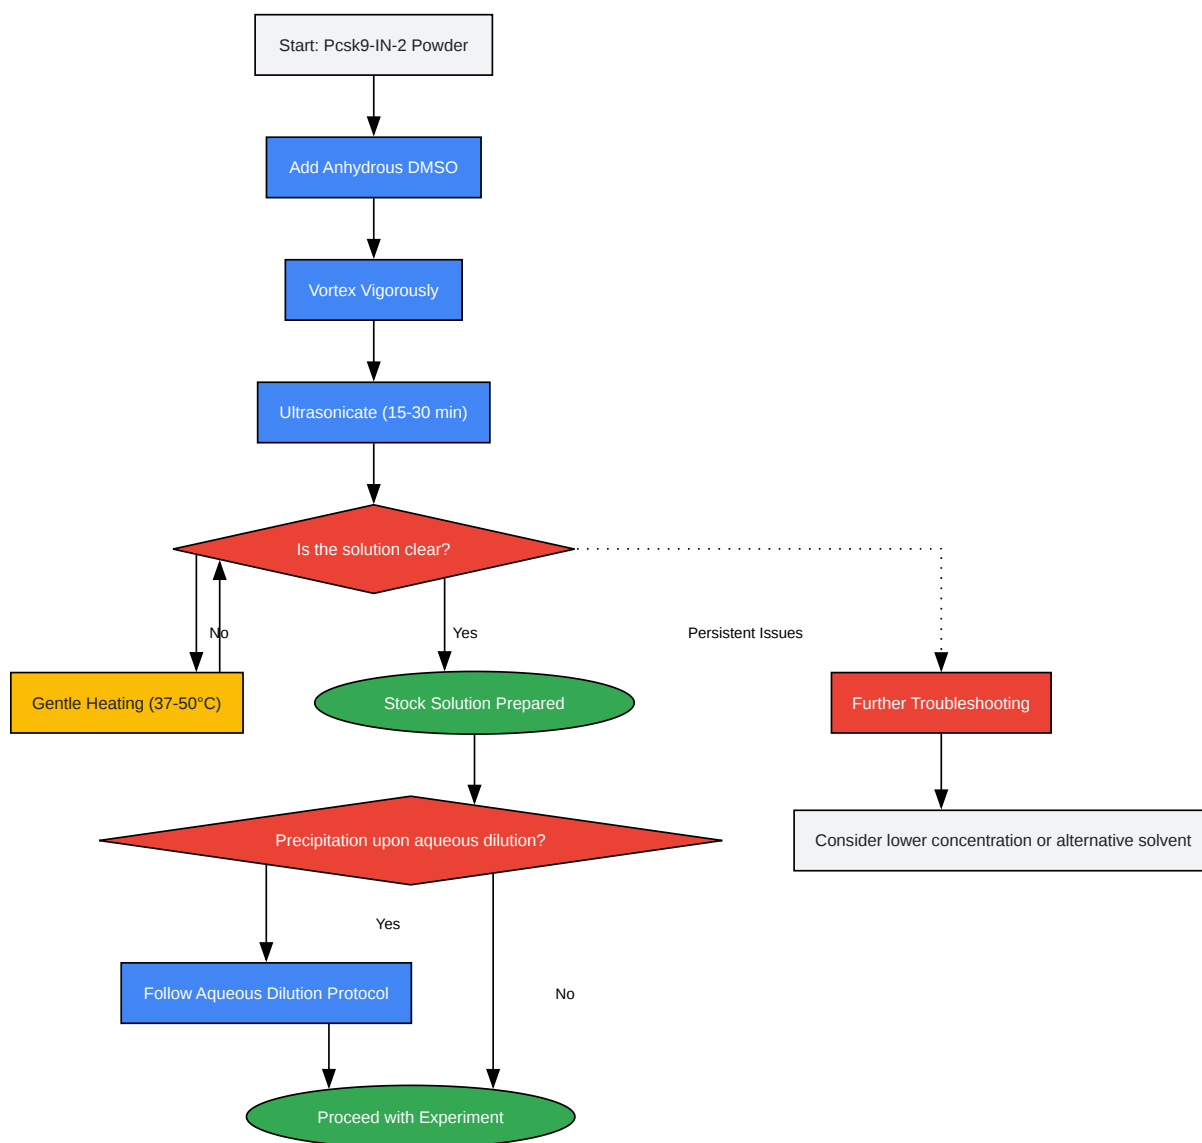 Start: Pcsk9-IN-2 Powder
Add Anhydrous DMSO
Vortex Vigorously
Ultrasonicate (15-30 min)
Is the solution clear?
No
Yes
Persistent Issues
Gentle Heating (37-50°C)
Stock Solution Prepared
Further Troubleshooting
Precipitation upon aqueous dilution?
Consider lower concentration or alternative solvent
Yes
Follow Aqueous Dilution Protocol
No
Proceed with Experiment